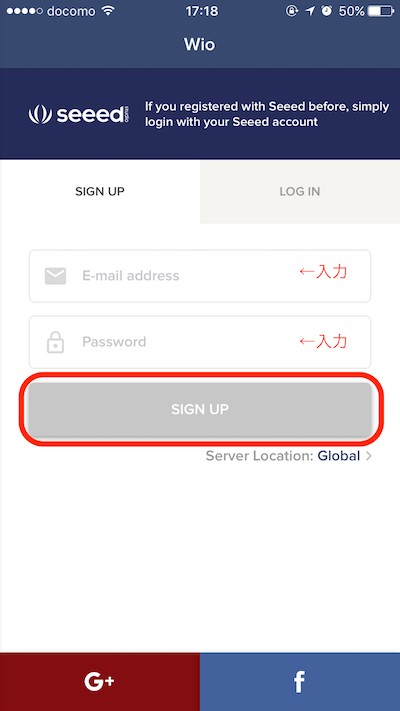 docomo 17:18 50%
Wio
seeed If you registered with Seeed before, simply
login with your Seeed account
SIGN UP LOG IN
E-mail address ←入力
Password ←入力
SIGN UP
Server Location: Global >
G+ f